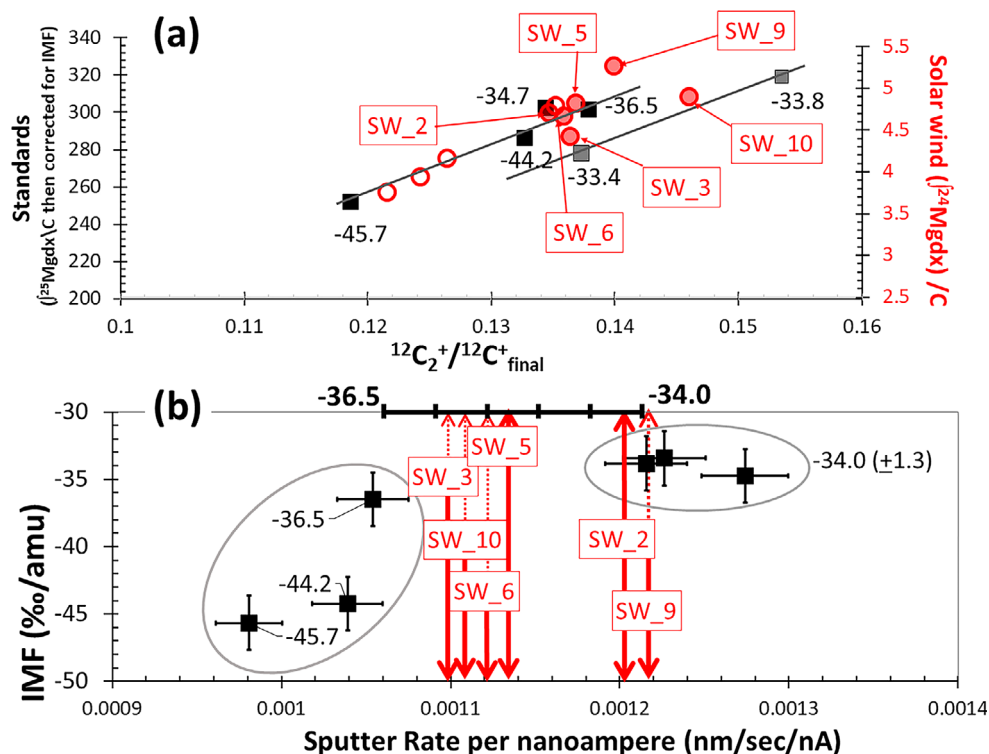 (a)
340
320
300
280
260
240
220
200
Standards
(∫²⁵Mgdx\C then corrected for IMF)
5.5
5
4.5
4
3.5
3
2.5
Solar wind (∫²⁴Mgdx) /C
SW_5
SW_9
-34.7
-36.5
-33.8
SW_2
SW_10
-44.2
-33.4
SW_3
-45.7
SW_6
0.1
0.11
0.12
0.13
0.14
0.15
0.16
¹²C₂⁺/¹²C⁺final
(b)
-36.5
-34.0
-30
-35
-40
-45
-50
IMF (‰/amu)
SW_5
SW_3
-34.0 (±1.3)
-36.5
SW_10
SW_2
-44.2
SW_6
SW_9
-45.7
0.0009
0.001
0.0011
0.0012
0.0013
0.0014
Sputter Rate per nanoampere (nm/sec/nA)